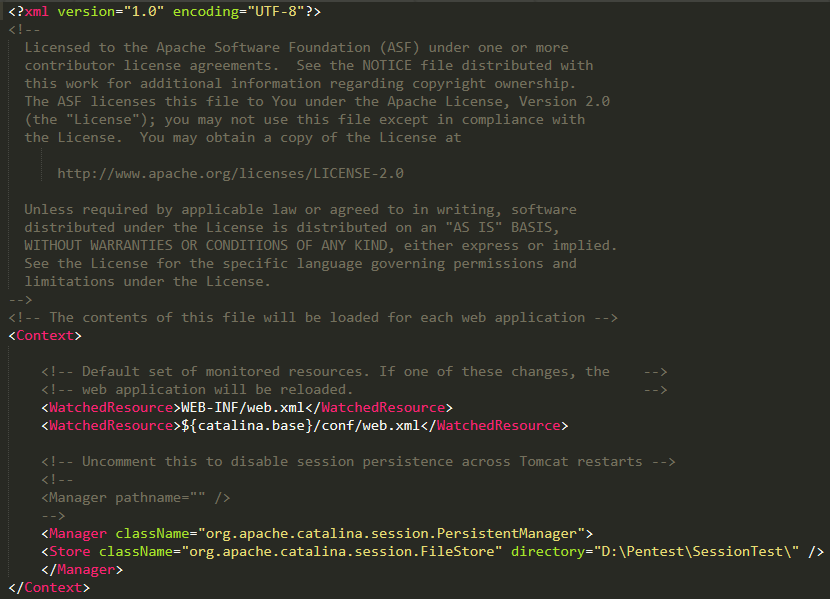 <?xml version="1.0" encoding="UTF-8"?>
<!--
  Licensed to the Apache Software Foundation (ASF) under one or more
  contributor license agreements.  See the NOTICE file distributed with
  this work for additional information regarding copyright ownership.
  The ASF licenses this file to You under the Apache License, Version 2.0
  (the "License"); you may not use this file except in compliance with
  the License.  You may obtain a copy of the License at

      http://www.apache.org/licenses/LICENSE-2.0

  Unless required by applicable law or agreed to in writing, software
  distributed under the License is distributed on an "AS IS" BASIS,
  WITHOUT WARRANTIES OR CONDITIONS OF ANY KIND, either express or implied.
  See the License for the specific language governing permissions and
  limitations under the License.
-->
<!-- The contents of this file will be loaded for each web application -->
<Context>

    <!-- Default set of monitored resources. If one of these changes, the    -->
    <!-- web application will be reloaded.                                   -->
    <WatchedResource>WEB-INF/web.xml</WatchedResource>
    <WatchedResource>${catalina.base}/conf/web.xml</WatchedResource>

    <!-- Uncomment this to disable session persistence across Tomcat restarts -->
    <!--
    <Manager pathname="" />
    -->
    <Manager className="org.apache.catalina.session.PersistentManager">
    <Store className="org.apache.catalina.session.FileStore" directory="D:\Pentest\SessionTest\" />
    </Manager>
</Context>